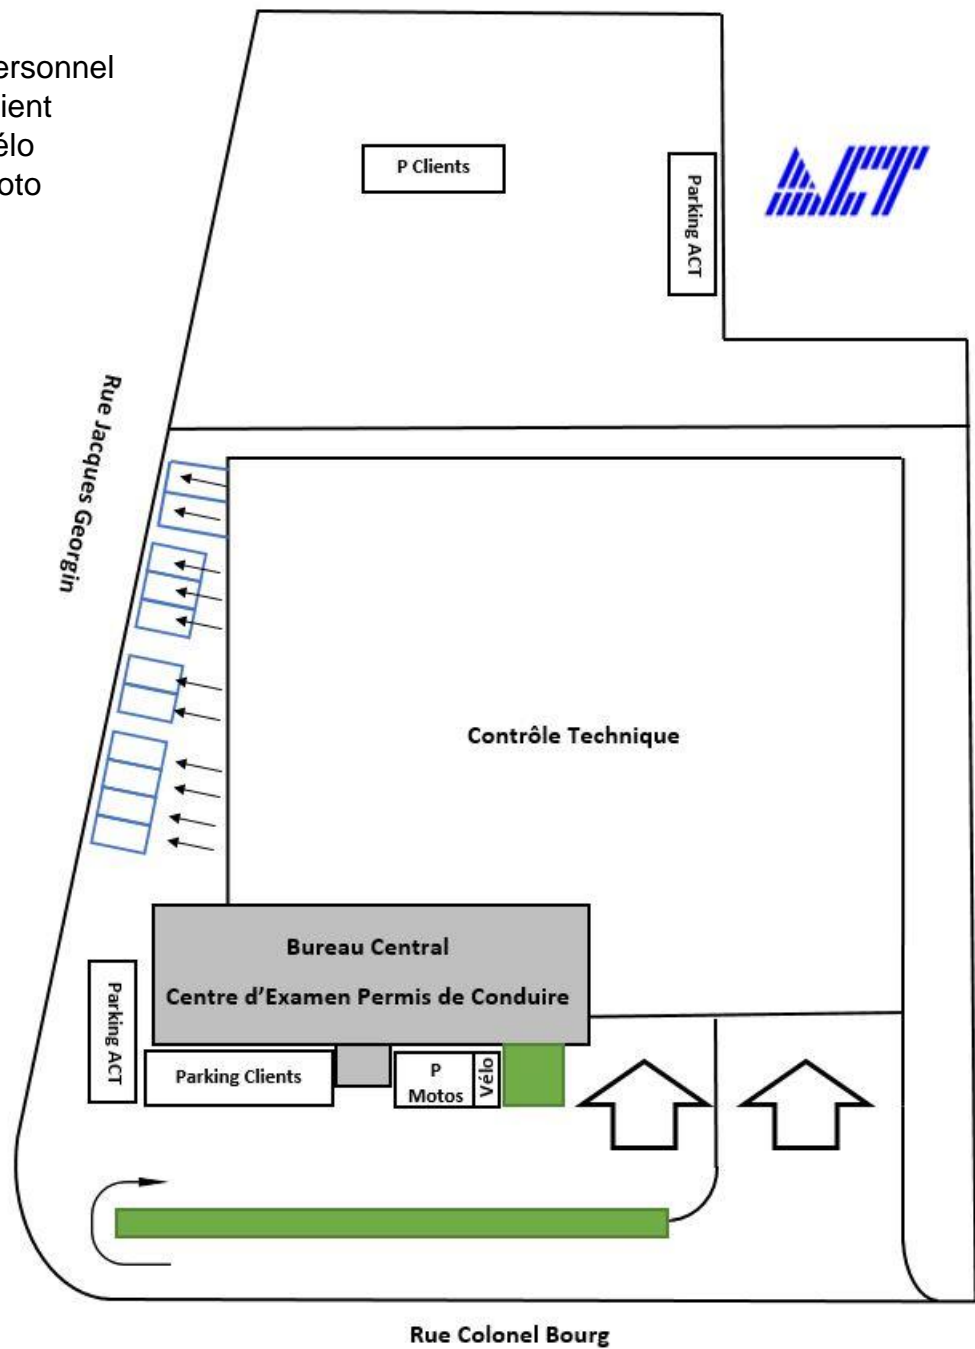 ersonnel
ient
élo
oto
P Clients
Parking ACT
ACT
Rue Jacques Georgin
Contrôle Technique
Bureau Central
Centre d’Examen Permis de Conduire
Parking ACT
Parking Clients
P
Motos
Vélo
Rue Colonel Bourg